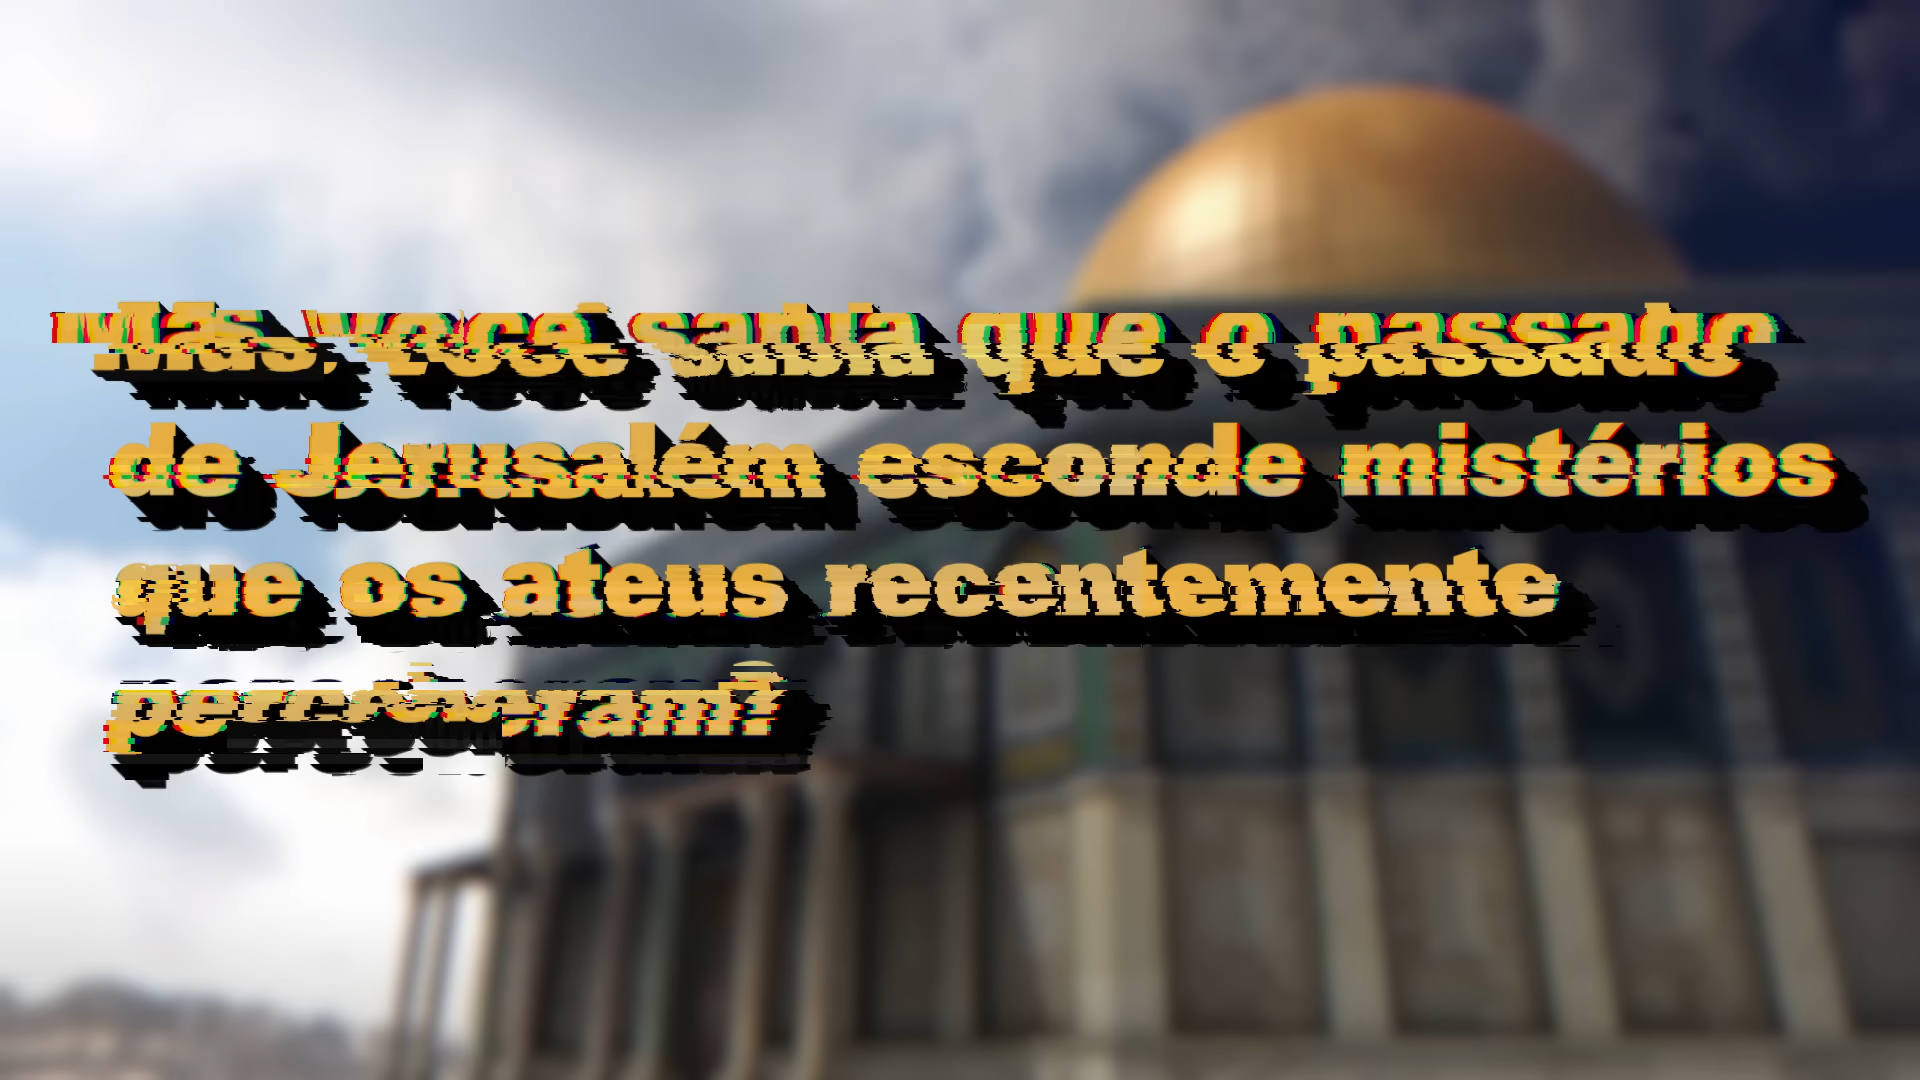 Mas, você sabia que o passado
de Jerusalém esconde mistérios
que os ateus recentemente
perceberam?